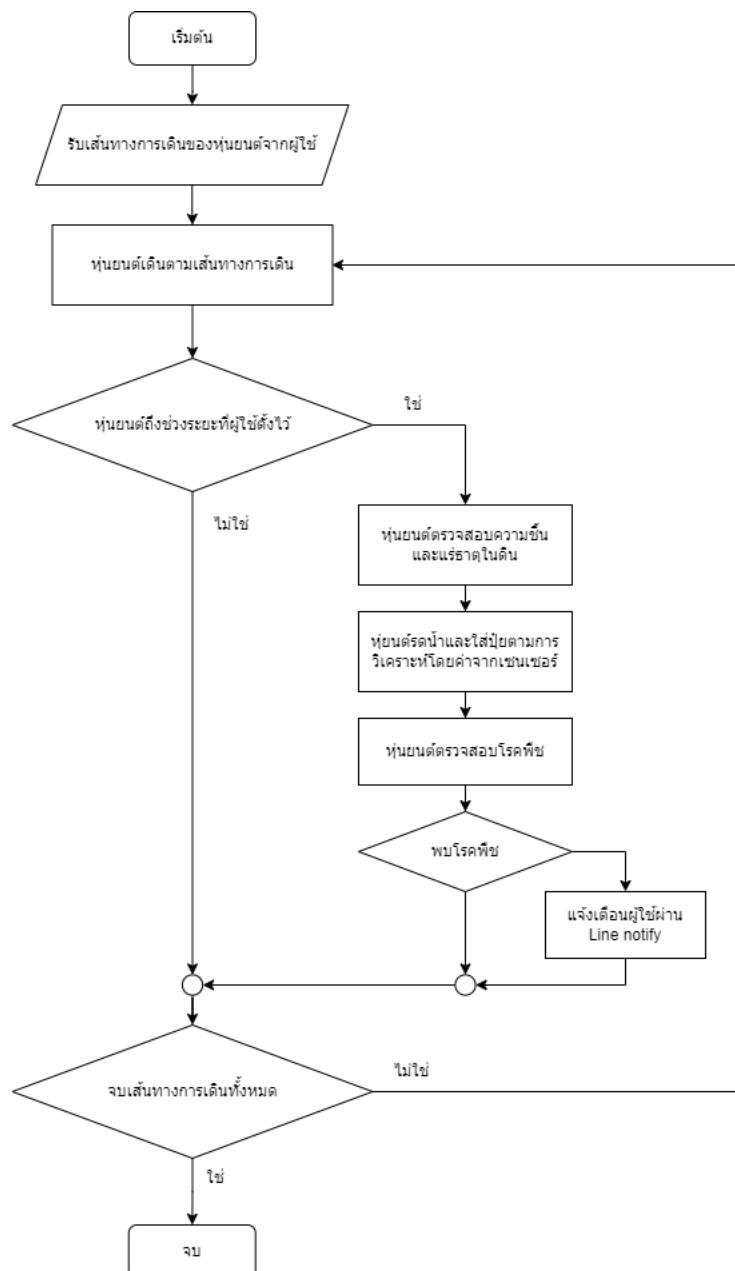 เริ่มต้น
รับเส้นทางการเดินของหุ่นยนต์จากผู้ใช้
หุ่นยนต์เดินตามเส้นทางการเดิน
หุ่นยนต์ถึงช่วงระยะที่ผู้ใช้ตั้งไว้
ใช่
ไม่ใช่
หุ่นยนต์ตรวจสอบความชื้น
และแร่ธาตุในดิน
หุ่ยนต์รดน้ำและใส่ปุ๋ยตามการ
วิเคราะห์โดยค่าจากเซนเซอร์
หุ่นยนต์ตรวจสอบโรคพืช
พบโรคพืช
แจ้งเตือนผู้ใช้ผ่าน
Line notify
จบเส้นทางการเดินทั้งหมด
ไม่ใช่
ใช่
จบ